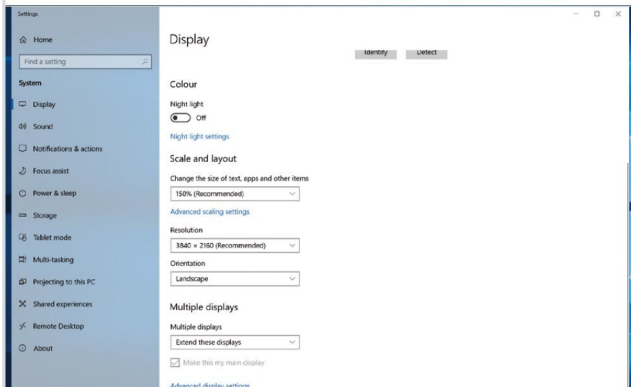 Settings
Home
Find a setting
System
Display
Sound
Notifications & actions
Focus assist
Power & sleep
Storage
Tablet mode
Multi-tasking
Projecting to this PC
Shared experiences
Remote Desktop
About
Display
Identify Detect
Colour
Night light
Off
Night light settings
Scale and layout
Change the size of text, apps and other items
150% (Recommended)
Advanced scaling settings
Resolution
3840 × 2160 (Recommended)
Orientation
Landscape
Multiple displays
Multiple displays
Extend these displays
Make this my main display
Advanced display settings